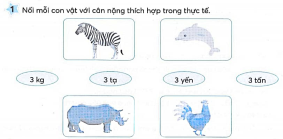 1 Nối mỗi con vật với cân nặng thích hợp trong thực tế.
3 kg 3 tạ 3 yến 3 tấn